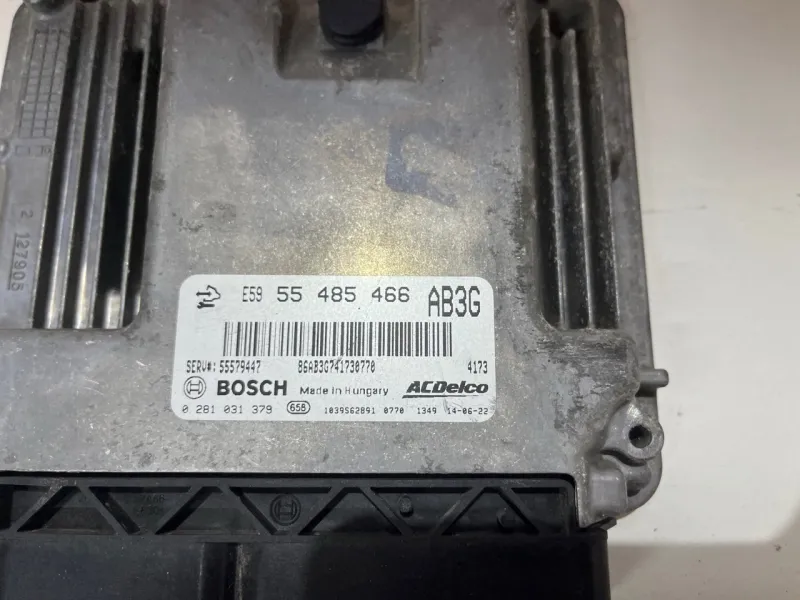 2 127905
E59 55 485 466 AB3G
SERV#: 55579447 86AB3G741730770 4173
BOSCH Made in Hungary ACDelco
0 281 031 379 658 1039S62891 0770 1349 14-06-22